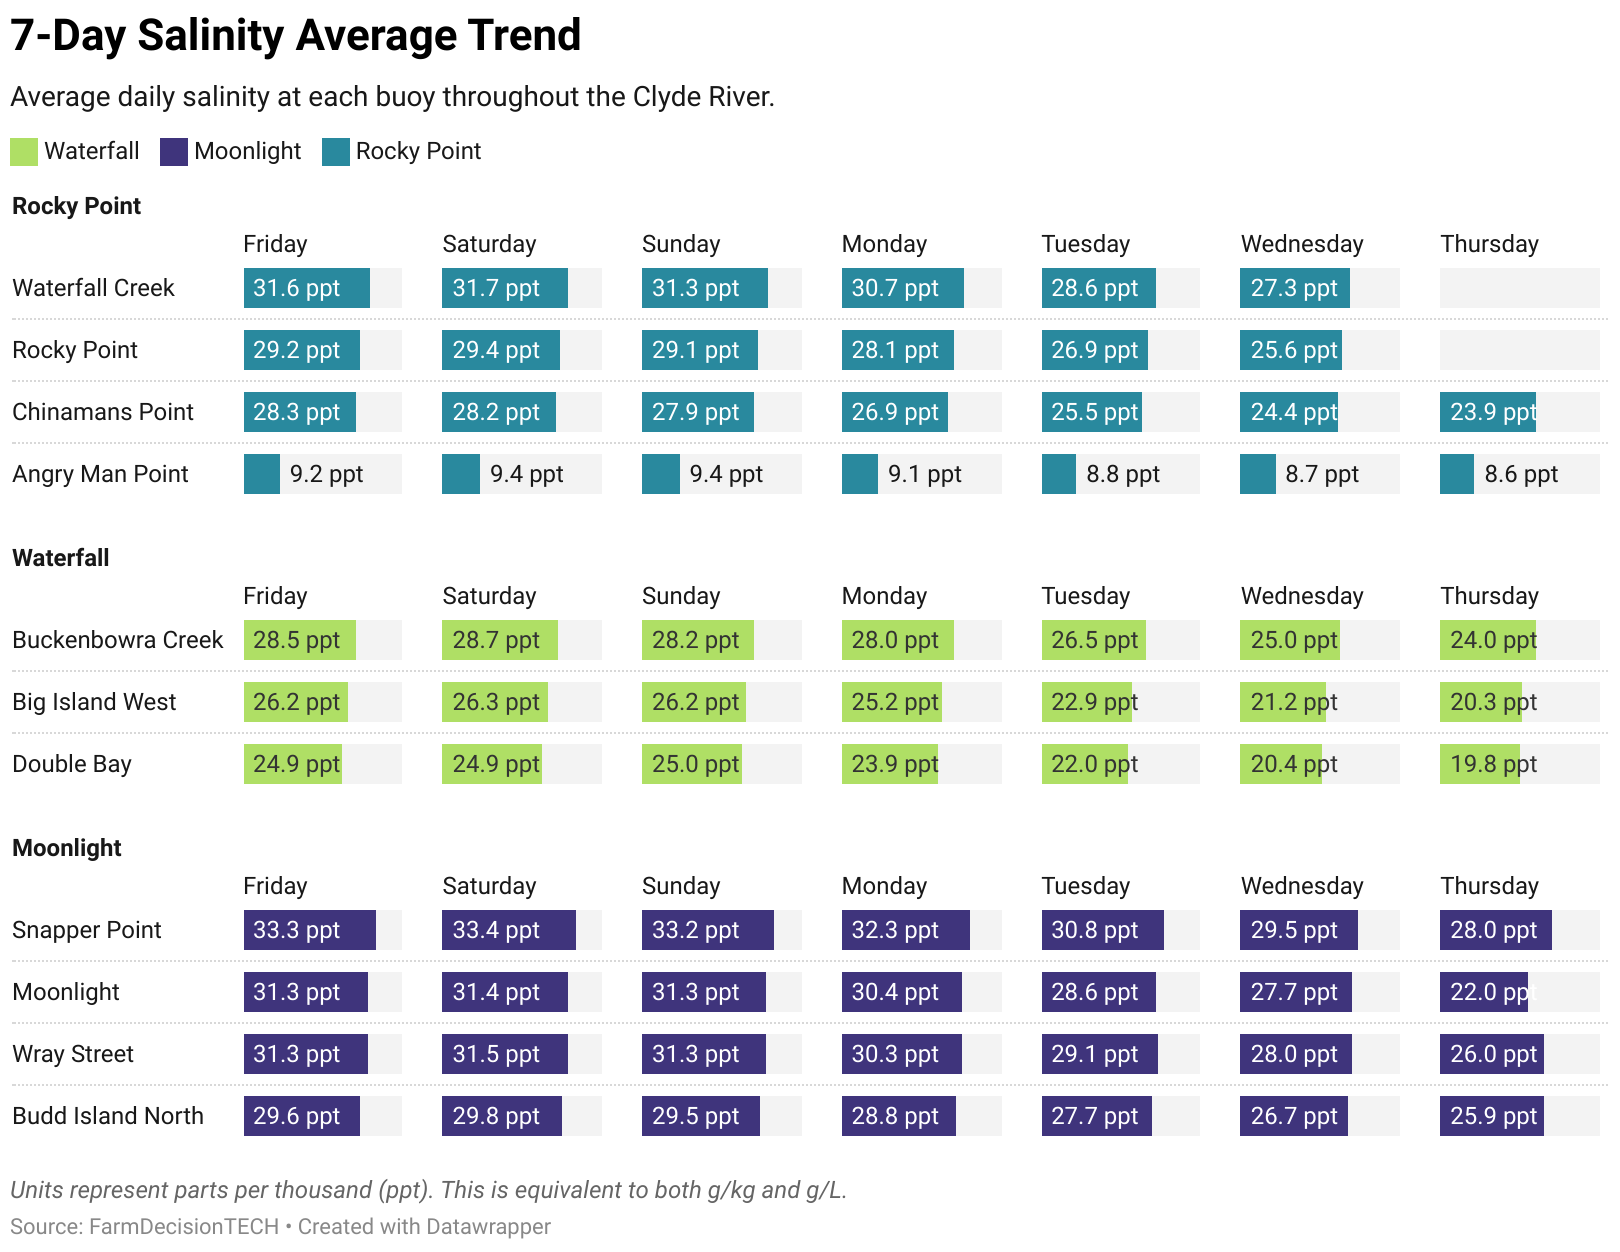 7-Day Salinity Average Trend
Average daily salinity at each buoy throughout the Clyde River.
Waterfall Moonlight Rocky Point
Rocky Point
Friday Saturday Sunday Monday Tuesday Wednesday Thursday
Waterfall Creek 31.6 ppt 31.7 ppt 31.3 ppt 30.7 ppt 28.6 ppt 27.3 ppt
Rocky Point 29.2 ppt 29.4 ppt 29.1 ppt 28.1 ppt 26.9 ppt 25.6 ppt
Chinamans Point 28.3 ppt 28.2 ppt 27.9 ppt 26.9 ppt 25.5 ppt 24.4 ppt 23.9 ppt
Angry Man Point 9.2 ppt 9.4 ppt 9.4 ppt 9.1 ppt 8.8 ppt 8.7 ppt 8.6 ppt
Waterfall
Friday Saturday Sunday Monday Tuesday Wednesday Thursday
Buckenbowra Creek 28.5 ppt 28.7 ppt 28.2 ppt 28.0 ppt 26.5 ppt 25.0 ppt 24.0 ppt
Big Island West 26.2 ppt 26.3 ppt 26.2 ppt 25.2 ppt 22.9 ppt 21.2 ppt 20.3 ppt
Double Bay 24.9 ppt 24.9 ppt 25.0 ppt 23.9 ppt 22.0 ppt 20.4 ppt 19.8 ppt
Moonlight
Friday Saturday Sunday Monday Tuesday Wednesday Thursday
Snapper Point 33.3 ppt 33.4 ppt 33.2 ppt 32.3 ppt 30.8 ppt 29.5 ppt 28.0 ppt
Moonlight 31.3 ppt 31.4 ppt 31.3 ppt 30.4 ppt 28.6 ppt 27.7 ppt 22.0 ppt
Wray Street 31.3 ppt 31.5 ppt 31.3 ppt 30.3 ppt 29.1 ppt 28.0 ppt 26.0 ppt
Budd Island North 29.6 ppt 29.8 ppt 29.5 ppt 28.8 ppt 27.7 ppt 26.7 ppt 25.9 ppt
Units represent parts per thousand (ppt). This is equivalent to both g/kg and g/L.
Source: FarmDecisionTECH • Created with Datawrapper